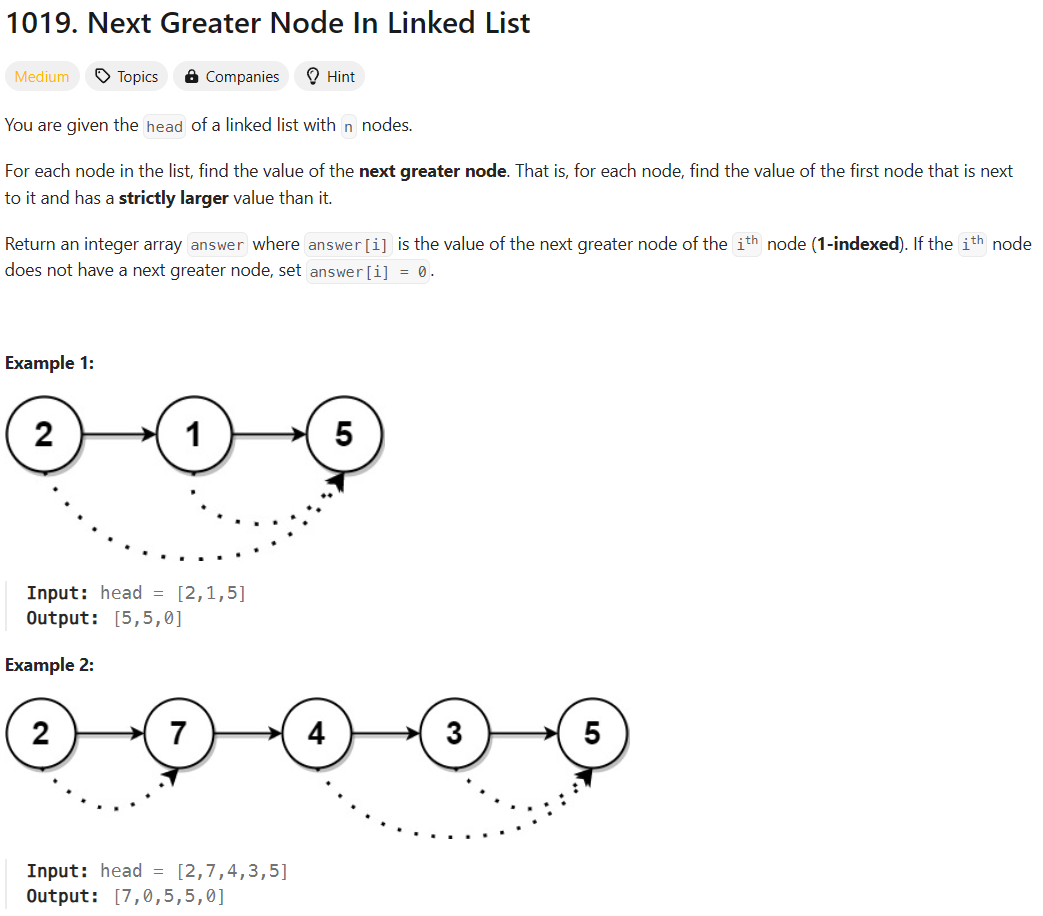 1019. Next Greater Node In Linked List
Medium Topics Companies Hint
You are given the head of a linked list with n nodes.
For each node in the list, find the value of the next greater node. That is, for each node, find the value of the first node that is next
to it and has a strictly larger value than it.
Return an integer array answer where answer[i] is the value of the next greater node of the ith node (1-indexed). If the ith node
does not have a next greater node, set answer[i] = 0.
Example 1:
2 1 5
Input: head = [2,1,5]
Output: [5,5,0]
Example 2:
2 7 4 3 5
Input: head = [2,7,4,3,5]
Output: [7,0,5,5,0]